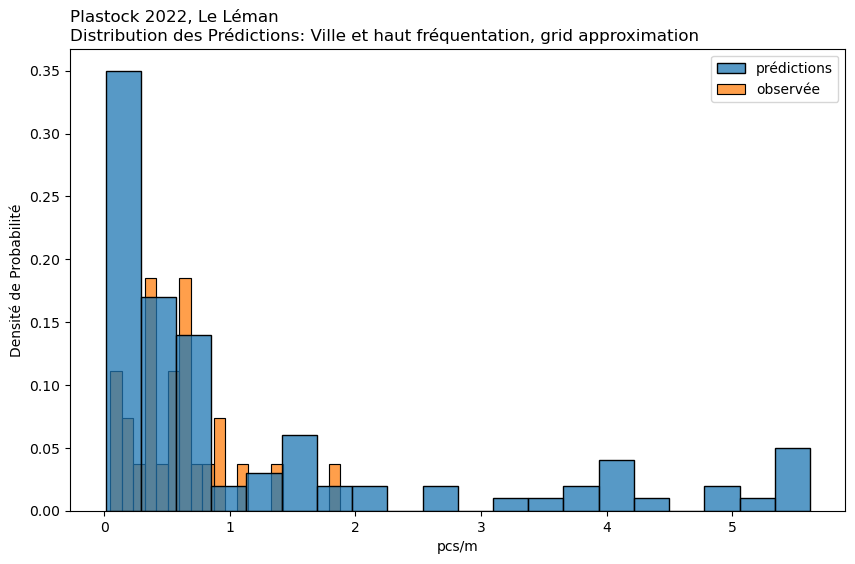 Plastock 2022, Le Léman
Distribution des Prédictions: Ville et haut fréquentation, grid approximation
prédictions
observée
0.35
0.30
0.25
0.20
0.15
0.10
0.05
0.00
Densité de Probabilité
0 1 2 3 4 5
pcs/m